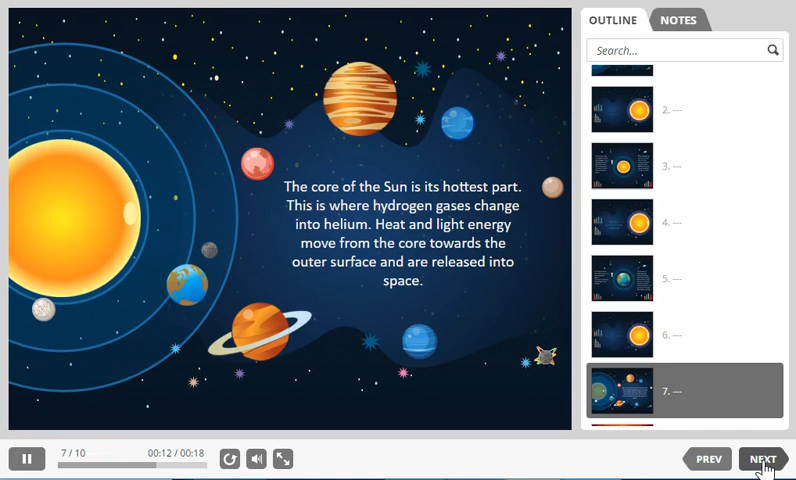 OUTLINE
NOTES
Search...
2. ---
3. ---
4. ---
5. ---
6. ---
7. ---
The core of the Sun is its hottest part.
This is where hydrogen gases change
into helium. Heat and light energy
move from the core towards the
outer surface and are released into
space.
7 / 10
00:12 / 00:18
PREV
NEXT